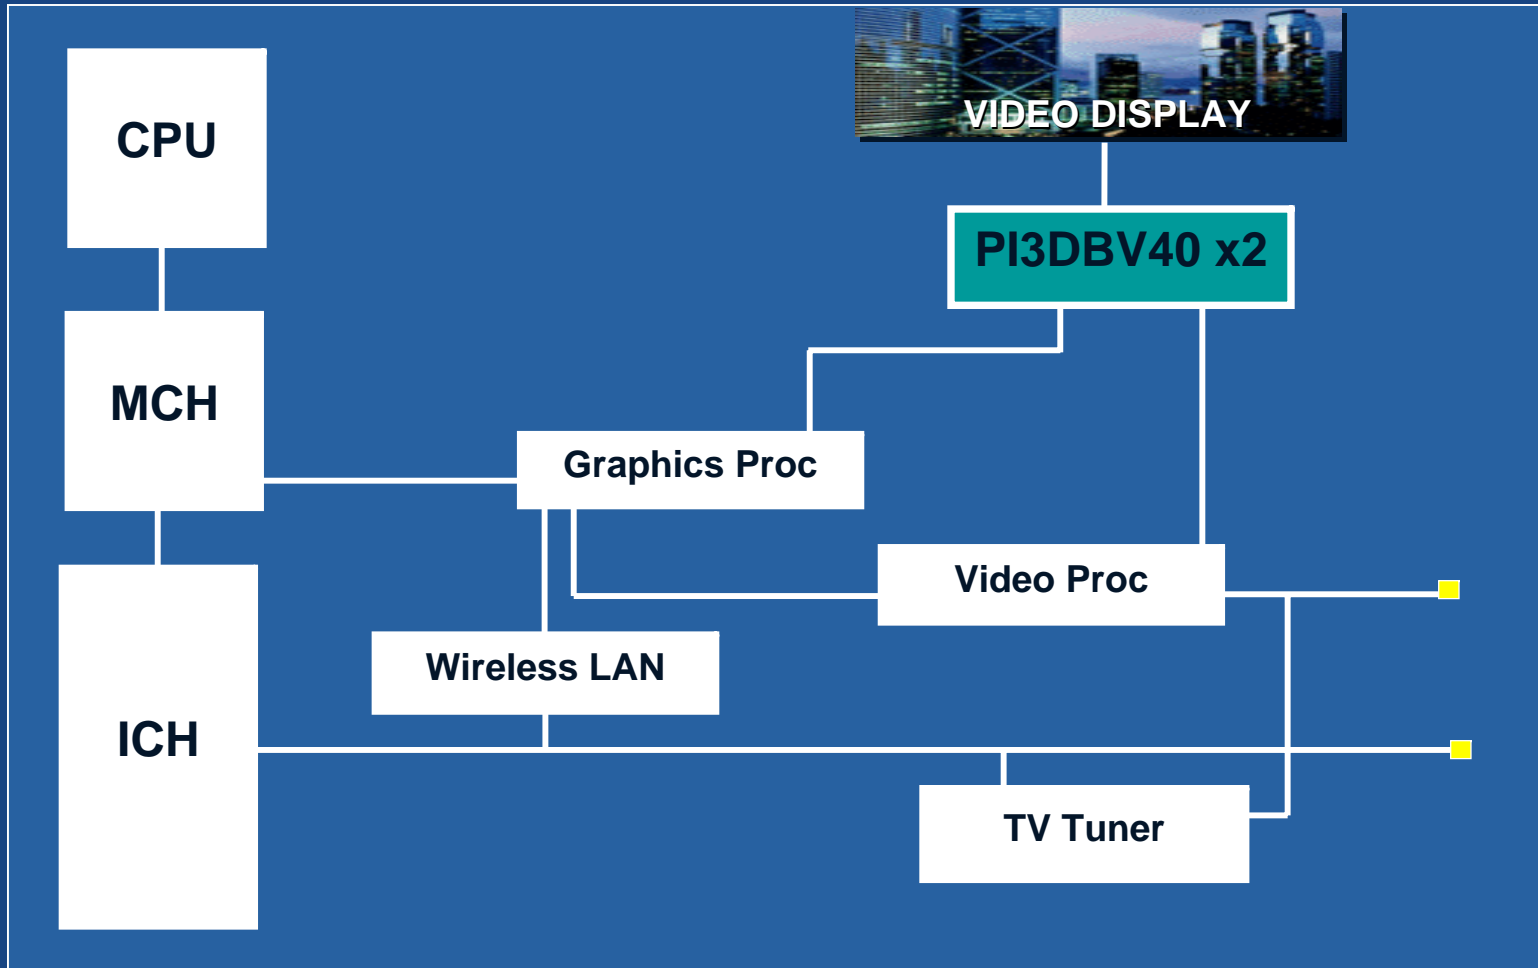 VIDEO DISPLAY
CPU
PI3DBV40 x2
MCH
Graphics Proc
Video Proc
Wireless LAN
ICH
TV Tuner